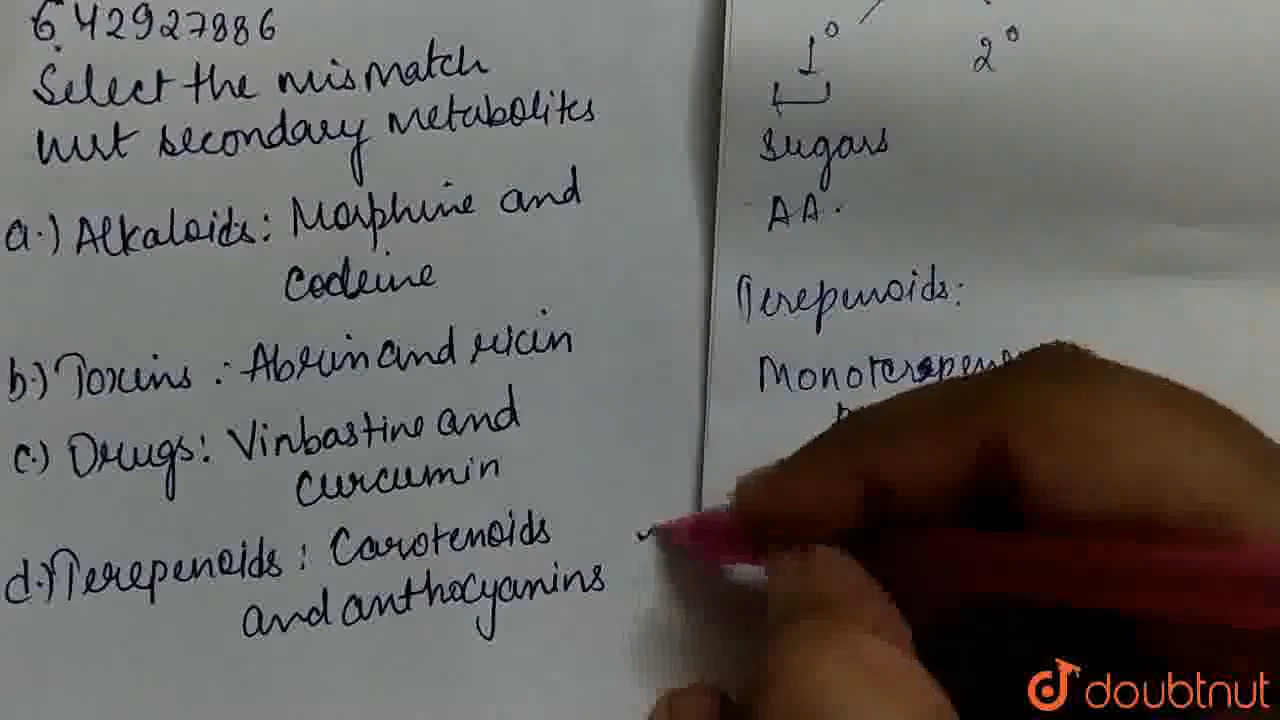 6 42927886
Select the mismatch
wrt secondary metabolites
a.) Alkaloids: Morphine and
Codeine
b.) Toxins : Abrin and ricin
c.) Drugs: Vinbastine and
curcumin
d.) Terepenoids : Carotenoids
and anthocyanins
1° 2°
Sugars
AA.
Terepenoids:
doubtnut